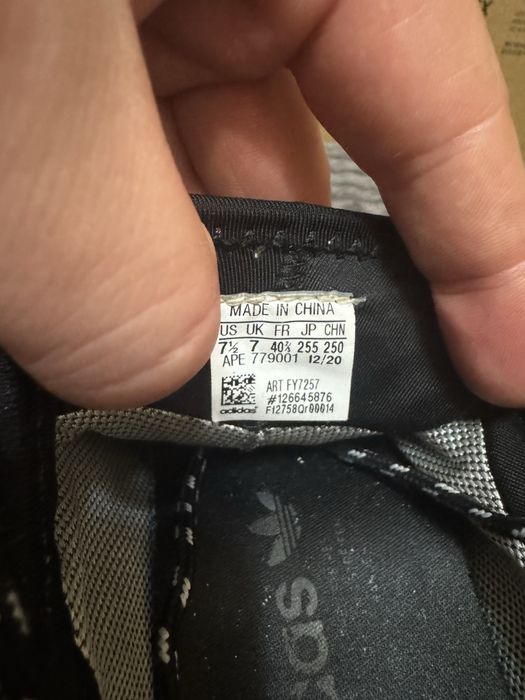 MADE IN CHINA
US UK FR JP CHN
7½ 7 40⅔ 255 250
APE 779001 12/20
ART FY7257
#126645876
adidas F12758Qr00014